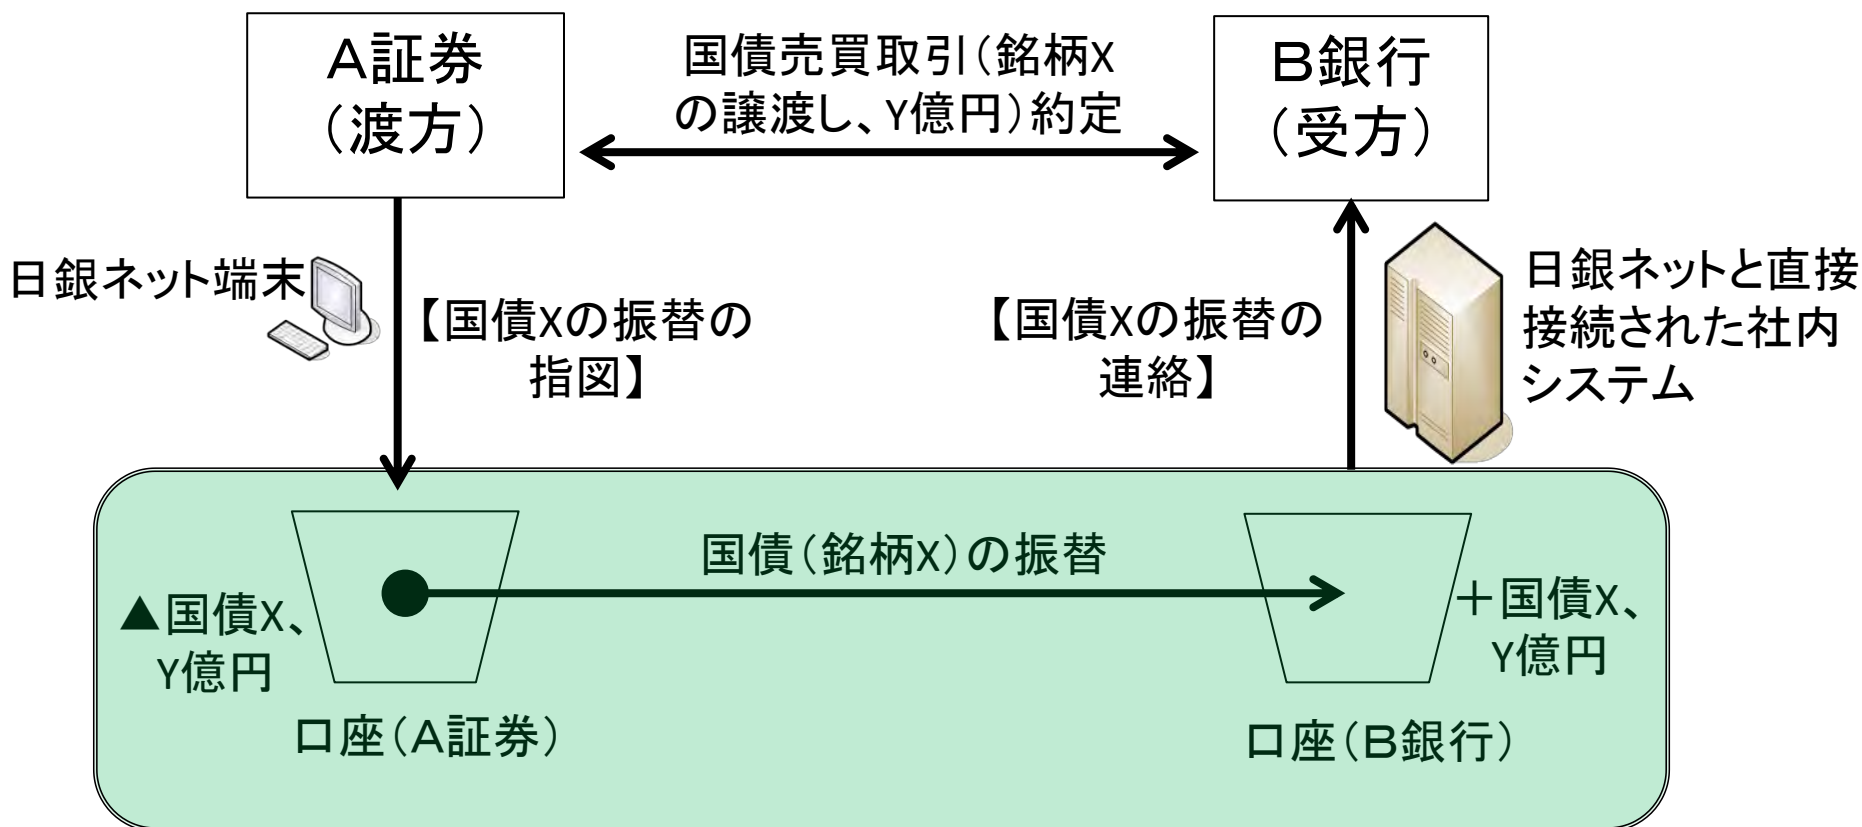 A証券
（渡方）
国債売買取引（銘柄X
の譲渡し、Y億円）約定
B銀行
（受方）
日銀ネット端末
【国債Xの振替の
指図】
【国債Xの振替の
連絡】
日銀ネットと直接
接続された社内
システム
国債（銘柄X）の振替
▲国債X、
Y億円
＋国債X、
Y億円
口座（A証券）
口座（B銀行）